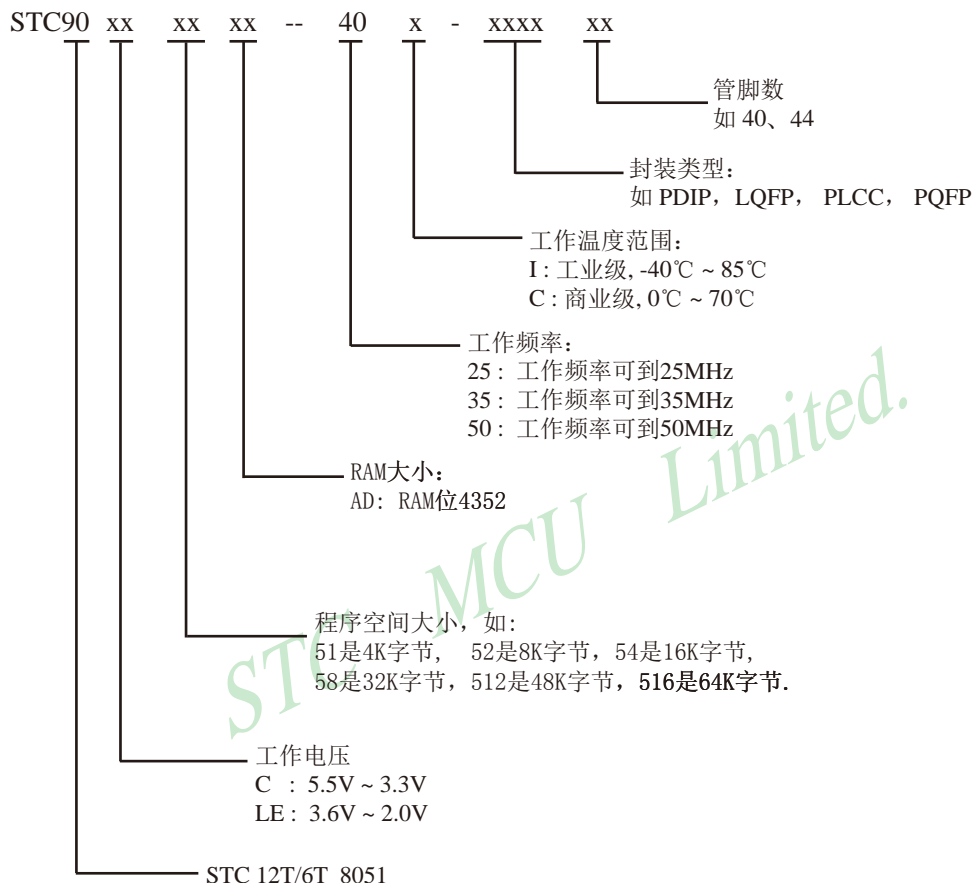 STC90 xx xx xx -- 40 x - xxxx xx
管脚数
如 40、44
封装类型：
如 PDIP，LQFP， PLCC， PQFP
工作温度范围：
I : 工业级, -40℃ ~ 85℃
C : 商业级, 0℃ ~ 70℃
工作频率：
25 : 工作频率可到25MHz
35 : 工作频率可到35MHz
50 : 工作频率可到50MHz
RAM大小：
AD: RAM位4352
程序空间大小，如:
51是4K字节, 52是8K字节，54是16K字节,
58是32K字节，512是48K字节，516是64K字节.
工作电压
C : 5.5V ~ 3.3V
LE : 3.6V ~ 2.0V
STC 12T/6T 8051
STC MCU Limited.